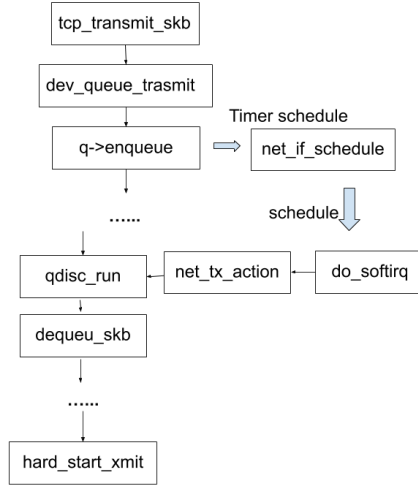 tcp_transmit_skb
dev_queue_trasmit
Timer schedule
q->enqueue
net_if_schedule
......
schedule
qdisc_run
net_tx_action
do_softirq
dequeu_skb
......
hard_start_xmit